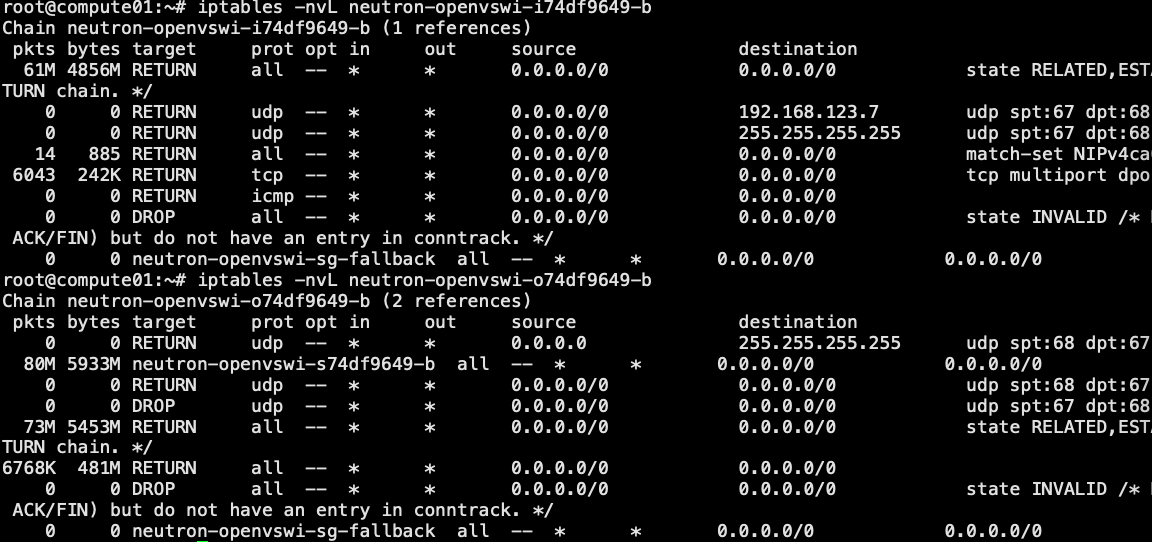 root@compute01:~# iptables -nvL neutron-openvswi-i74df9649-b
Chain neutron-openvswi-i74df9649-b (1 references)
 pkts bytes target     prot opt in     out     source               destination
  61M 4856M RETURN     all  --  *      *       0.0.0.0/0            0.0.0.0/0            state RELATED,EST
TURN chain. */
    0     0 RETURN     udp  --  *      *       0.0.0.0/0            192.168.123.7        udp spt:67 dpt:68
    0     0 RETURN     udp  --  *      *       0.0.0.0/0            255.255.255.255      udp spt:67 dpt:68
   14   885 RETURN     all  --  *      *       0.0.0.0/0            0.0.0.0/0            match-set NIPv4ca
 6043  242K RETURN     tcp  --  *      *       0.0.0.0/0            0.0.0.0/0            tcp multiport dpo
    0     0 RETURN     icmp --  *      *       0.0.0.0/0            0.0.0.0/0
    0     0 DROP       all  --  *      *       0.0.0.0/0            0.0.0.0/0            state INVALID /*
 ACK/FIN) but do not have an entry in conntrack. */
    0     0 neutron-openvswi-sg-fallback  all  --  *      *       0.0.0.0/0            0.0.0.0/0
root@compute01:~# iptables -nvL neutron-openvswi-o74df9649-b
Chain neutron-openvswi-o74df9649-b (2 references)
 pkts bytes target     prot opt in     out     source               destination
    0     0 RETURN     udp  --  *      *       0.0.0.0              255.255.255.255      udp spt:68 dpt:67
  80M 5933M neutron-openvswi-s74df9649-b  all  --  *      *       0.0.0.0/0            0.0.0.0/0
    0     0 RETURN     udp  --  *      *       0.0.0.0/0            0.0.0.0/0            udp spt:68 dpt:67
    0     0 DROP       udp  --  *      *       0.0.0.0/0            0.0.0.0/0            udp spt:67 dpt:68
  73M 5453M RETURN     all  --  *      *       0.0.0.0/0            0.0.0.0/0            state RELATED,EST
TURN chain. */
6768K  481M RETURN     all  --  *      *       0.0.0.0/0            0.0.0.0/0
    0     0 DROP       all  --  *      *       0.0.0.0/0            0.0.0.0/0            state INVALID /*
 ACK/FIN) but do not have an entry in conntrack. */
    0     0 neutron-openvswi-sg-fallback  all  --  *      *       0.0.0.0/0            0.0.0.0/0